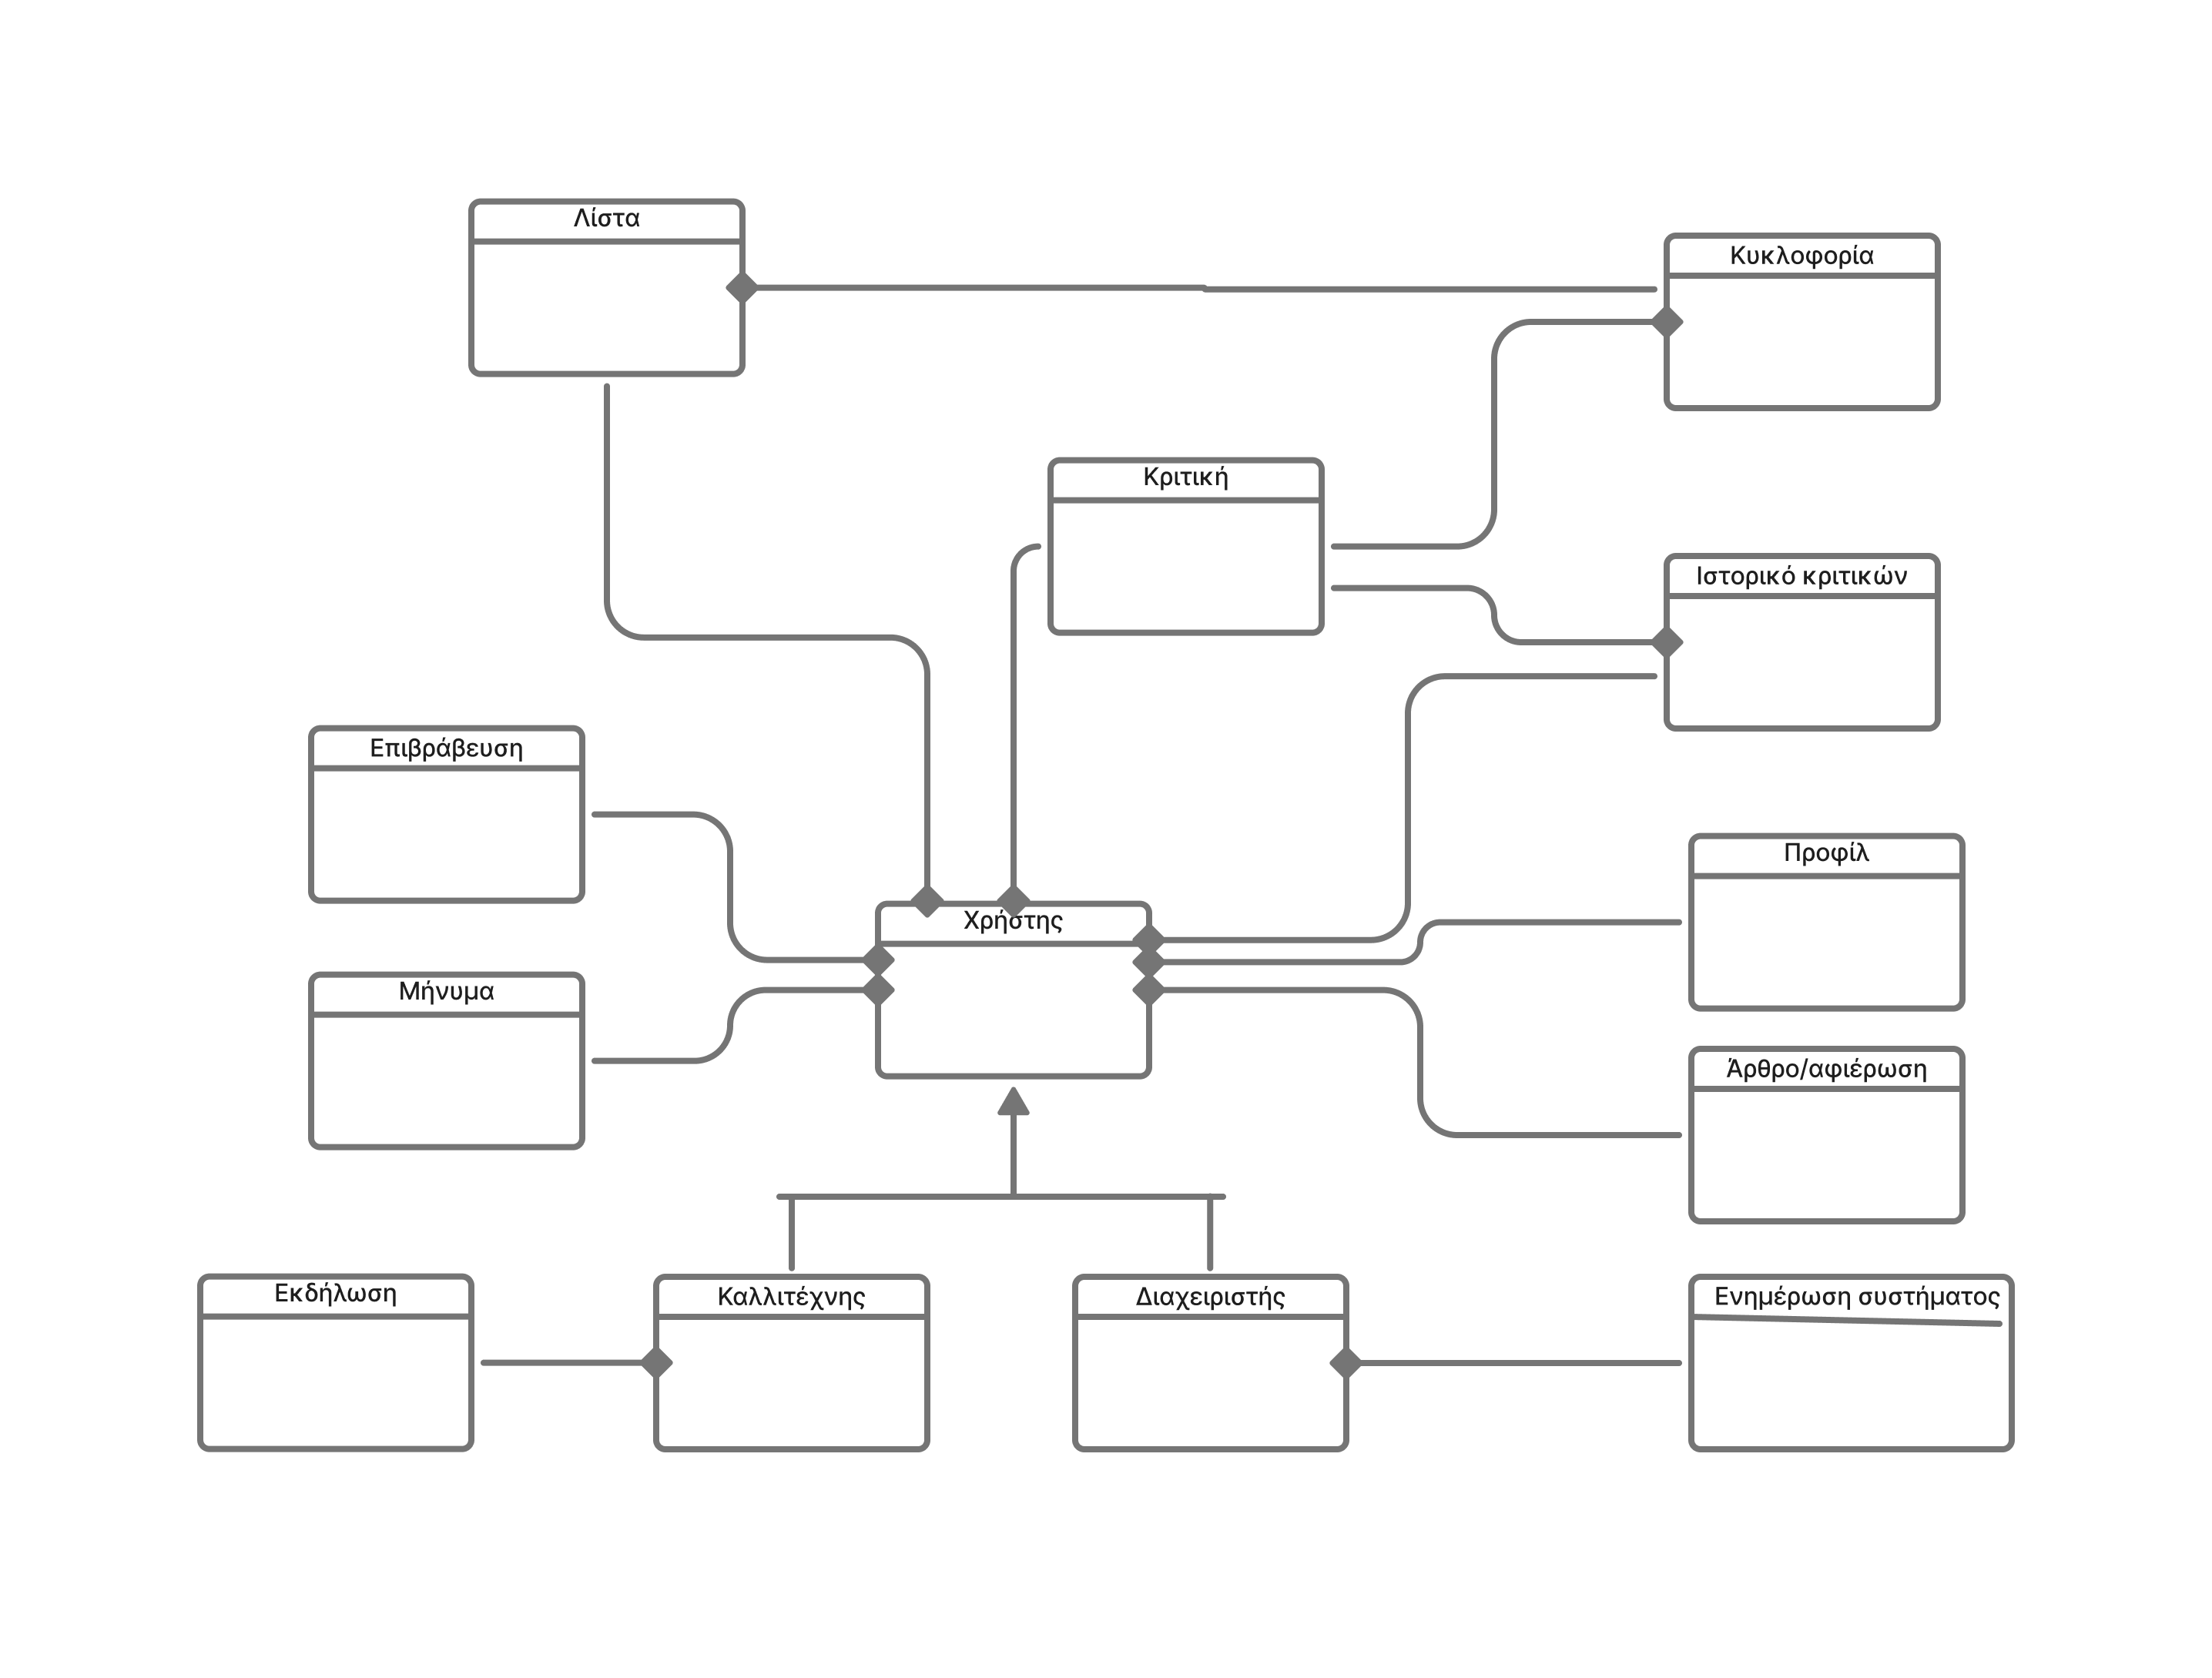 Λίστα
Κυκλοφορία
Κριτική
Ιστορικό κριτικών
Επιβράβευση
Προφίλ
Χρήστης
Μήνυμα
Άρθρο/αφιέρωση
Εκδήλωση
Καλλιτέχνης
Διαχειριστής
Ενημέρωση συστήματος